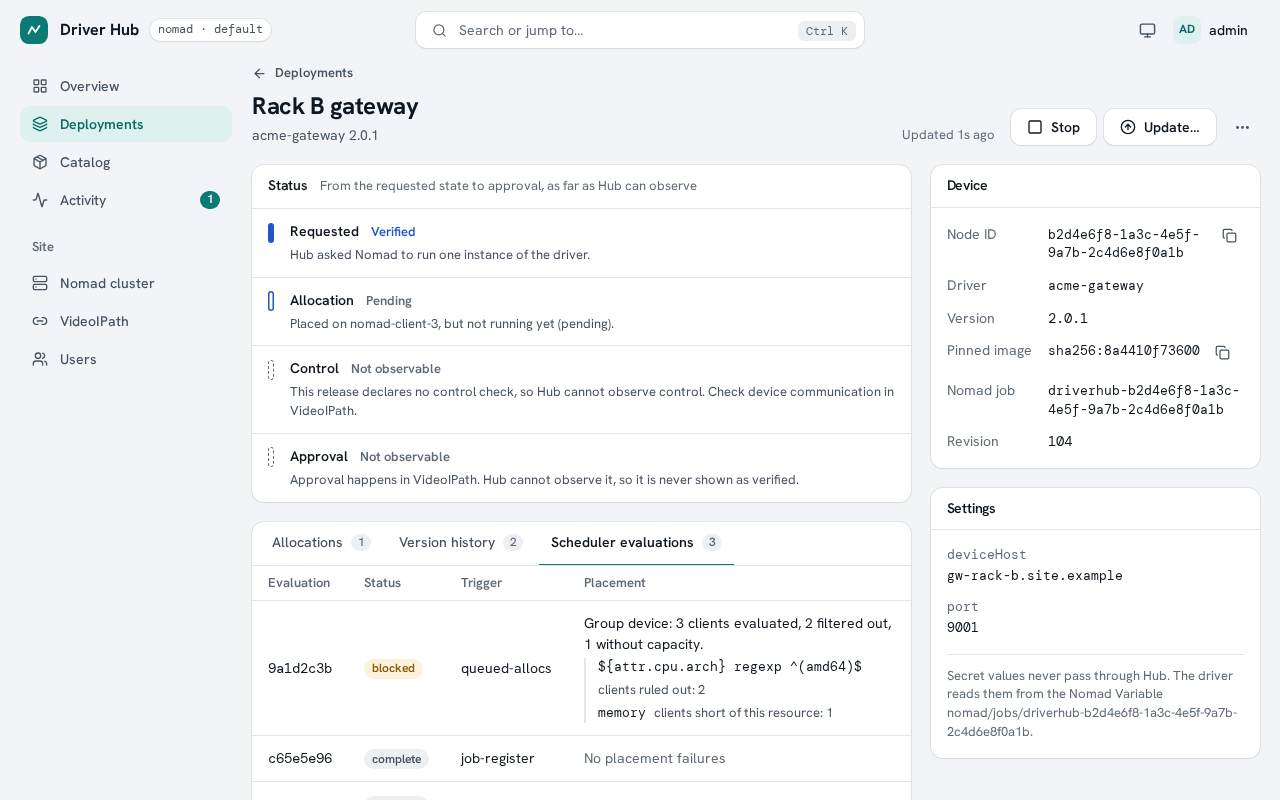 Driver Hub
nomad · default
Search or jump to...
Ctrl K
AD
admin
Overview
Deployments
Catalog
Activity
1
Site
Nomad cluster
VideoIPath
Users
Deployments
Rack B gateway
acme-gateway 2.0.1
Updated 1s ago
Stop
Update...
Status
From the requested state to approval, as far as Hub can observe
Requested
Verified
Hub asked Nomad to run one instance of the driver.
Allocation
Pending
Placed on nomad-client-3, but not running yet (pending).
Control
Not observable
This release declares no control check, so Hub cannot observe control. Check device communication in
VideoIPath.
Approval
Not observable
Approval happens in VideoIPath. Hub cannot observe it, so it is never shown as verified.
Allocations
1
Version history
2
Scheduler evaluations
3
Evaluation
Status
Trigger
Placement
9a1d2c3b
blocked
queued-allocs
Group device: 3 clients evaluated, 2 filtered out,
1 without capacity.
${attr.cpu.arch} regexp ^(amd64)$
clients ruled out: 2
memory clients short of this resource: 1
c65e5e96
complete
job-register
No placement failures
Device
Node ID
b2d4e6f8-1a3c-4e5f-
9a7b-2c4d6e8f0a1b
Driver
acme-gateway
Version
2.0.1
Pinned image
sha256:8a4410f73600
Nomad job
driverhub-b2d4e6f8-1a3c-
4e5f-9a7b-2c4d6e8f0a1b
Revision
104
Settings
deviceHost
gw-rack-b.site.example
port
9001
Secret values never pass through Hub. The driver
reads them from the Nomad Variable
nomad/jobs/driverhub-b2d4e6f8-1a3c-4e5f-9a7b-
2c4d6e8f0a1b.